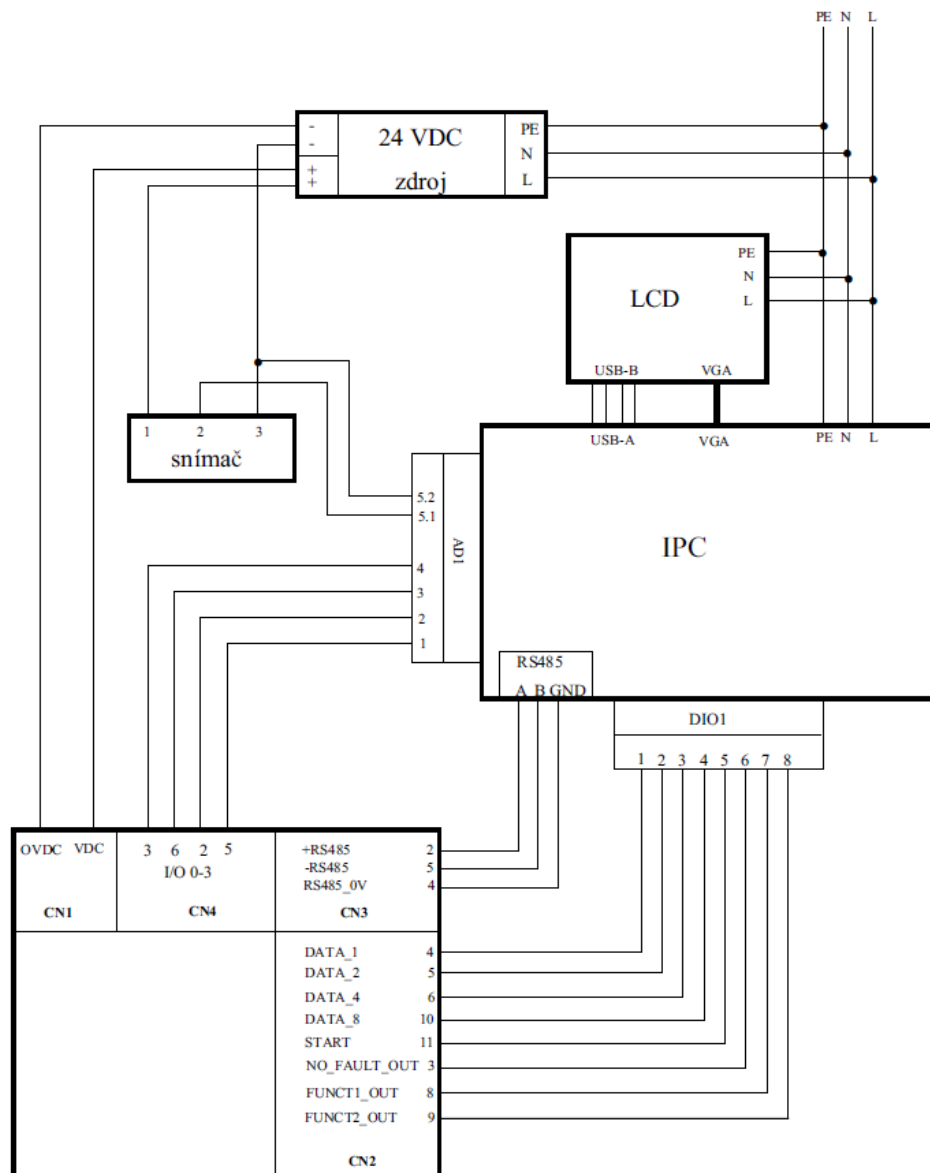 PE N L
- 24 VDC PE
- N
+ zdroj L
+
PE
N
LCD L
USB-B VGA
1 2 3
snímač
USB-A VGA PE N L
5.2
5.1
AD1
IPC
4
3
2
1
RS485
A B GND
DIO1
1 2 3 4 5 6 7 8
OVDC VDC 3 6 2 5
I/O 0-3
+RS485 2
-RS485 5
RS485_0V 4
CN1 CN4 CN3
DATA_1 4
DATA_2 5
DATA_4 6
DATA_8 10
START 11
NO_FAULT_OUT 3
FUNCT1_OUT 8
FUNCT2_OUT 9
CN2